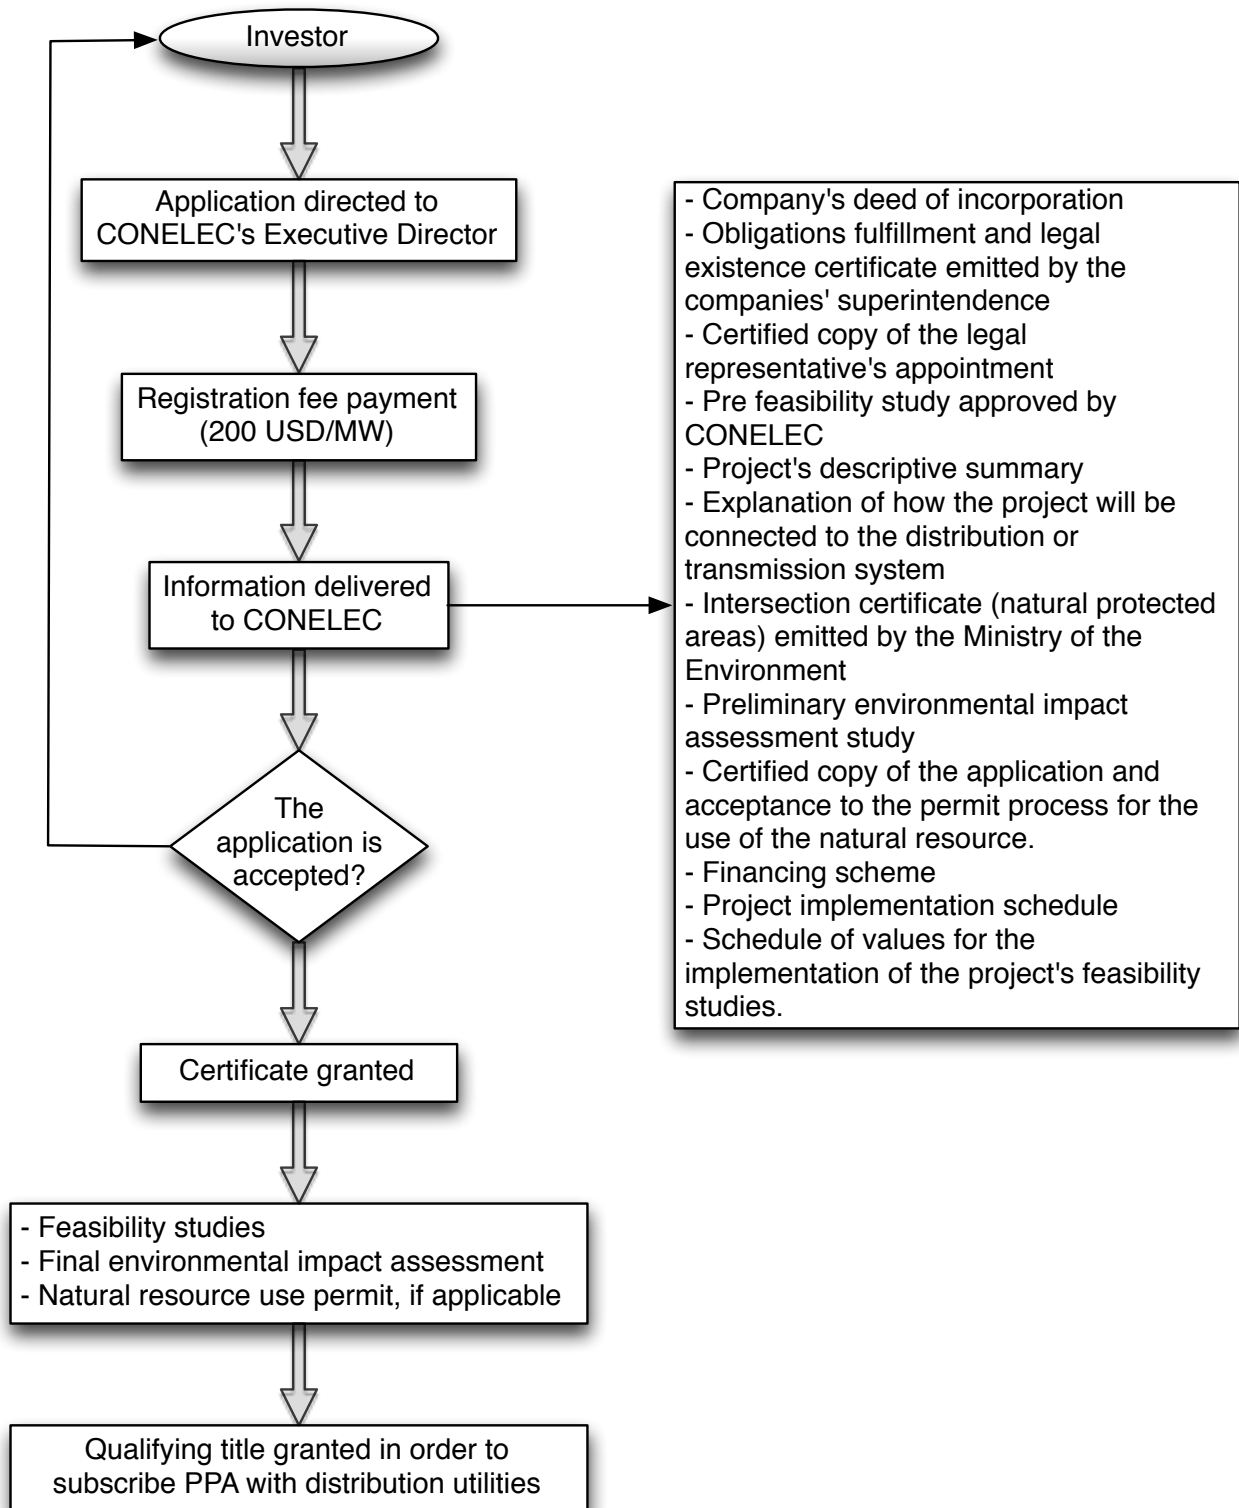 Investor
Application directed to
CONELEC's Executive Director
Registration fee payment
(200 USD/MW)
Information delivered
to CONELEC
- Company's deed of incorporation
- Obligations fulfillment and legal
existence certificate emitted by the
companies' superintendence
- Certified copy of the legal
representative's appointment
- Pre feasibility study approved by
CONELEC
- Project's descriptive summary
- Explanation of how the project will be
connected to the distribution or
transmission system
- Intersection certificate (natural protected
areas) emitted by the Ministry of the
Environment
- Preliminary environmental impact
assessment study
- Certified copy of the application and
acceptance to the permit process for the
use of the natural resource.
- Financing scheme
- Project implementation schedule
- Schedule of values for the
implementation of the project's feasibility
studies.
The
application is
accepted?
Certificate granted
- Feasibility studies
- Final environmental impact assessment
- Natural resource use permit, if applicable
Qualifying title granted in order to
subscribe PPA with distribution utilities